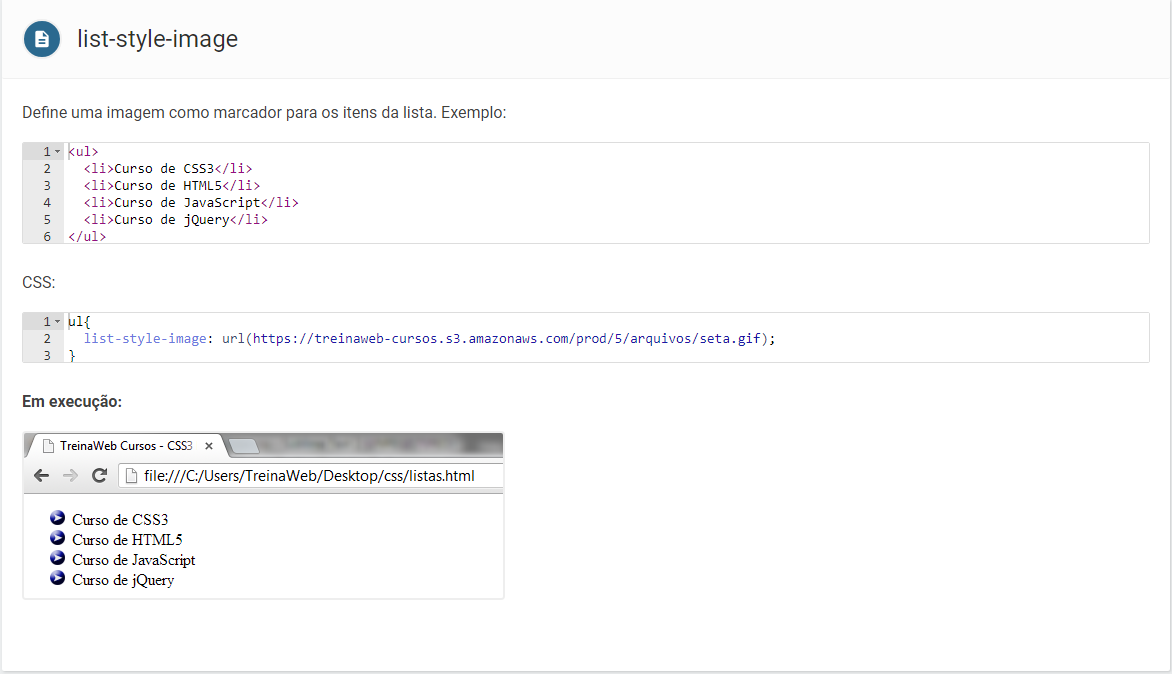 list-style-image
Define uma imagem como marcador para os itens da lista. Exemplo:
1 <ul>
2 <li>Curso de CSS3</li>
3 <li>Curso de HTML5</li>
4 <li>Curso de JavaScript</li>
5 <li>Curso de jQuery</li>
6 </ul>
CSS:
1 ul{
2 list-style-image: url(https://treinaweb-cursos.s3.amazonaws.com/prod/5/arquivos/seta.gif);
3 }
Em execução:
TreinaWeb Cursos - CSS3 ×
file:///C:/Users/TreinaWeb/Desktop/css/listas.html
Curso de CSS3
Curso de HTML5
Curso de JavaScript
Curso de jQuery